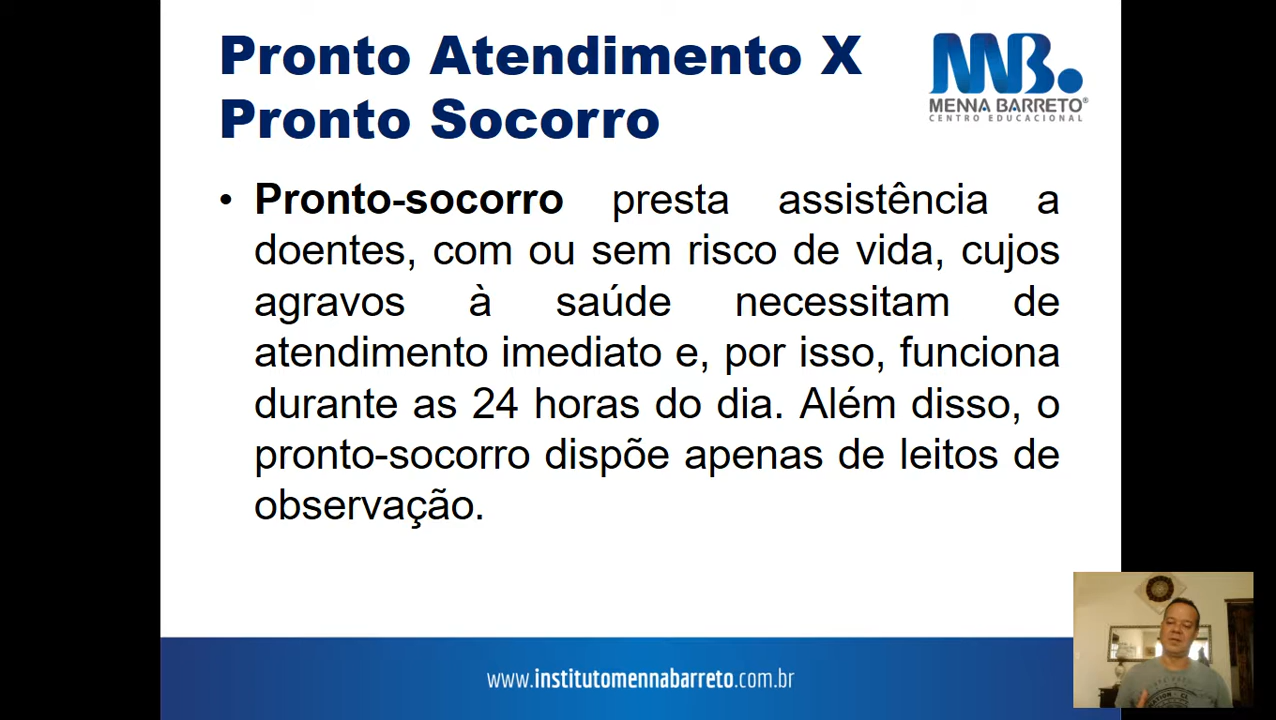 Pronto Atendimento X
Pronto Socorro
MENNA BARRETO®
CENTRO EDUCACIONAL
• Pronto-socorro presta assistência a
doentes, com ou sem risco de vida, cujos
agravos à saúde necessitam de
atendimento imediato e, por isso, funciona
durante as 24 horas do dia. Além disso, o
pronto-socorro dispõe apenas de leitos de
observação.
www.institutomennabarreto.com.br